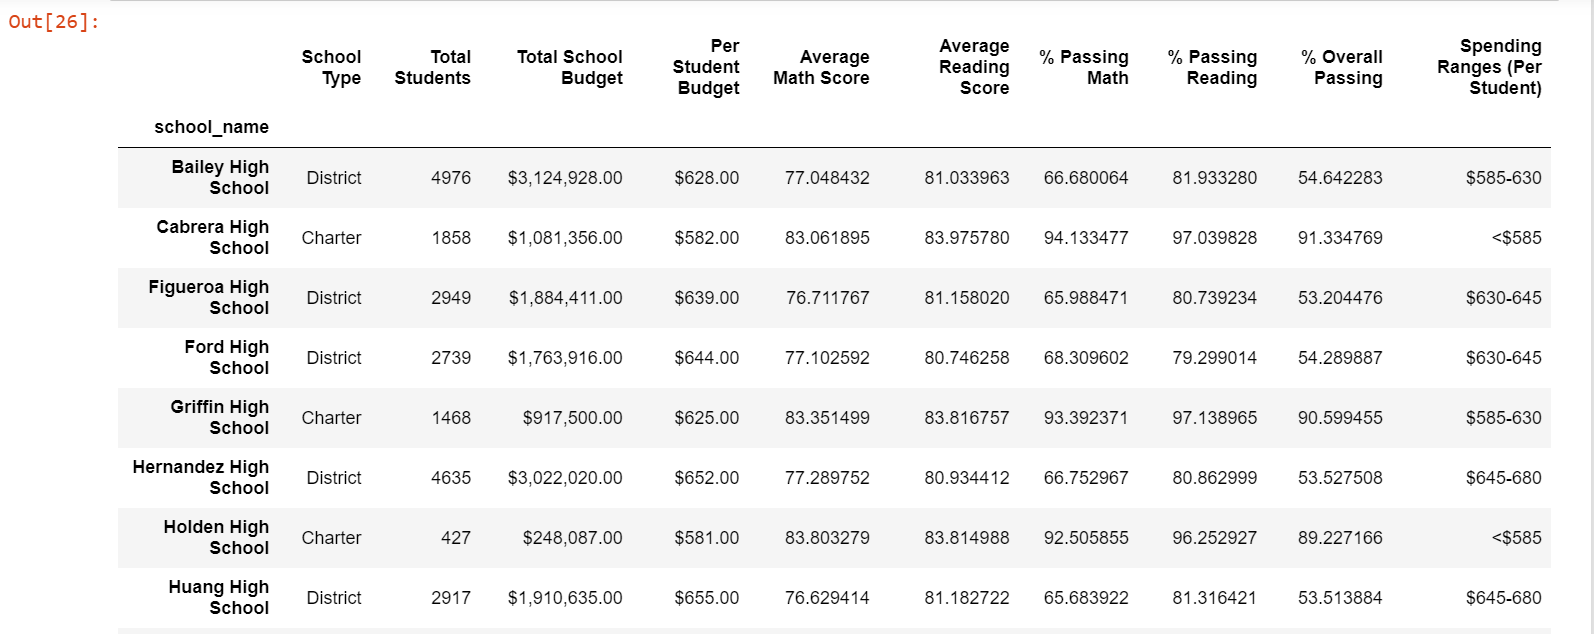 Out[26]:
School Type Total Students Total School Budget Per Student Budget Average Math Score Average Reading Score % Passing Math % Passing Reading % Overall Passing Spending Ranges (Per Student)
school_name
Bailey High School District 4976 $3,124,928.00 $628.00 77.048432 81.033963 66.680064 81.933280 54.642283 $585-630
Cabrera High School Charter 1858 $1,081,356.00 $582.00 83.061895 83.975780 94.133477 97.039828 91.334769 <$585
Figueroa High School District 2949 $1,884,411.00 $639.00 76.711767 81.158020 65.988471 80.739234 53.204476 $630-645
Ford High School District 2739 $1,763,916.00 $644.00 77.102592 80.746258 68.309602 79.299014 54.289887 $630-645
Griffin High School Charter 1468 $917,500.00 $625.00 83.351499 83.816757 93.392371 97.138965 90.599455 $585-630
Hernandez High School District 4635 $3,022,020.00 $652.00 77.289752 80.934412 66.752967 80.862999 53.527508 $645-680
Holden High School Charter 427 $248,087.00 $581.00 83.803279 83.814988 92.505855 96.252927 89.227166 <$585
Huang High School District 2917 $1,910,635.00 $655.00 76.629414 81.182722 65.683922 81.316421 53.513884 $645-680